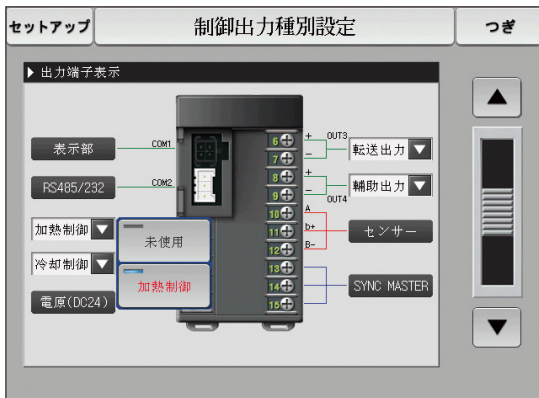 セットアップ
制御出力種別設定
つぎ
▶ 出力端子表示
表示部
COM1
RS485/232
COM2
加熱制御
冷却制御
電原(DC24)
未使用
加熱制御
6
7
8
9
10
11
12
13
14
15
+
-
OUT3
転送出力
+
-
OUT4
補助出力
A
b+
B-
センサー
SYNC MASTER